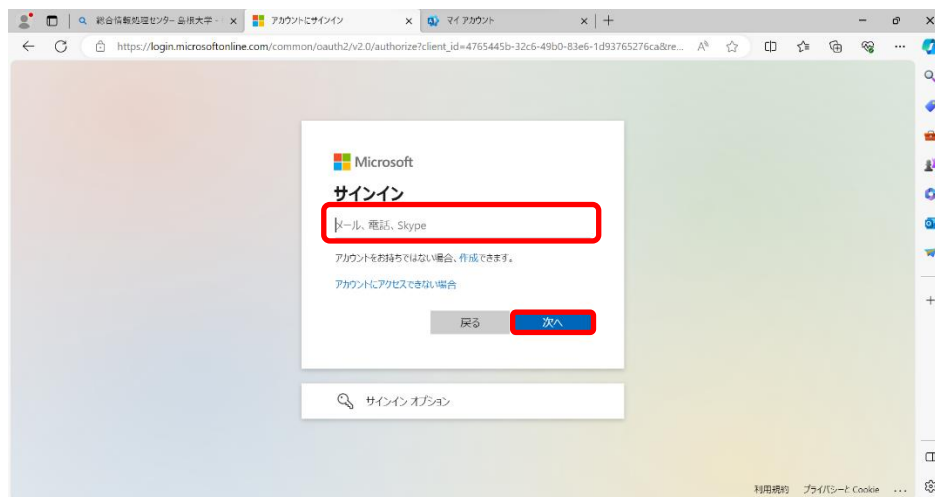 総合情報処理センター - 島根大学 -
アカウントにサインイン
マイ アカウント
https://login.microsoftonline.com/common/oauth2/v2.0/authorize?client_id=4765445b-32c6-49b0-83e6-1d93765276ca&re...
Microsoft
サインイン
メール、電話、Skype
アカウントをお持ちではない場合、作成できます。
アカウントにアクセスできない場合
戻る
次へ
サインイン オプション
利用規約 プライバシーと Cookie ...